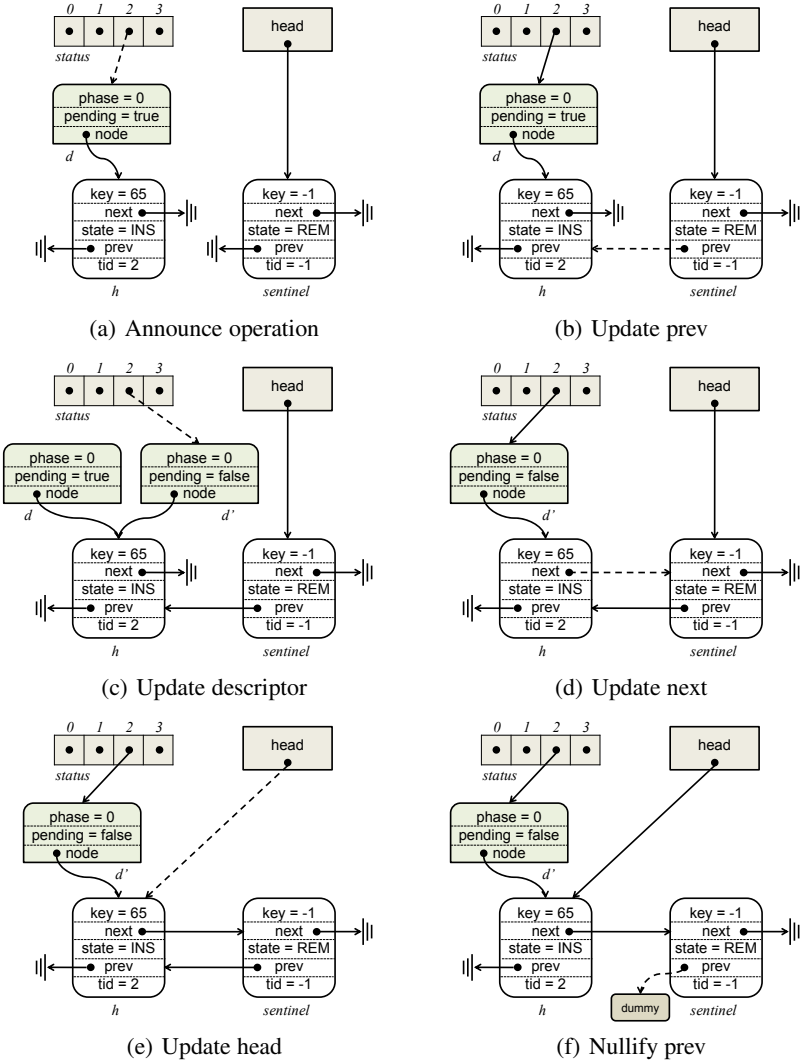 0 1 2 3
status
head
phase = 0
pending = true
node
d
key = 65
next
state = INS
prev
tid = 2
h
key = -1
next
state = REM
prev
tid = -1
sentinel
(a) Announce operation
0 1 2 3
status
head
phase = 0
pending = true
node
d
key = 65
next
state = INS
prev
tid = 2
h
key = -1
next
state = REM
prev
tid = -1
sentinel
(b) Update prev
0 1 2 3
status
head
phase = 0
pending = true
node
d
phase = 0
pending = false
node
d'
key = 65
next
state = INS
prev
tid = 2
h
key = -1
next
state = REM
prev
tid = -1
sentinel
(c) Update descriptor
0 1 2 3
status
head
phase = 0
pending = false
node
d'
key = 65
next
state = INS
prev
tid = 2
h
key = -1
next
state = REM
prev
tid = -1
sentinel
(d) Update next
0 1 2 3
status
head
phase = 0
pending = false
node
d'
key = 65
next
state = INS
prev
tid = 2
h
key = -1
next
state = REM
prev
tid = -1
sentinel
(e) Update head
0 1 2 3
status
head
phase = 0
pending = false
node
d'
key = 65
next
state = INS
prev
tid = 2
h
key = -1
next
state = REM
prev
tid = -1
dummy
sentinel
(f) Nullify prev